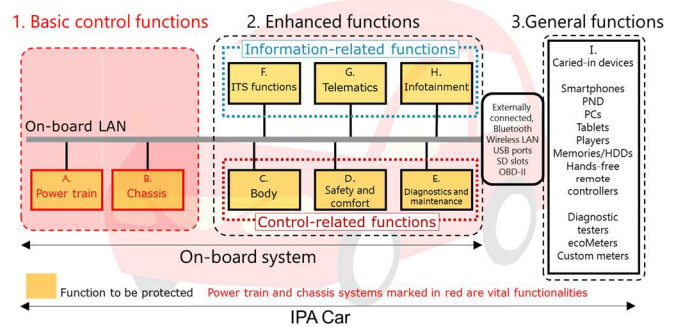 1. Basic control functions
2. Enhanced functions
3.General functions
Information-related functions
F.
ITS functions
G.
Telematics
H.
Infotainment
On-board LAN
A.
Power train
B.
Chassis
C.
Body
D.
Safety and
comfort
E.
Diagnostics and
maintenance
Control-related functions
Externally
connected,
Bluetooth
Wireless LAN
USB ports
SD slots
OBD-II
I.
Caried-in devices
Smartphones
PND
PCs
Tablets
Players
Memories/HDDs
Hands-free
remote
controllers
Diagnostic
testers
ecoMeters
Custom meters
On-board system
Function to be protected
Power train and chassis systems marked in red are vital functionalities
IPA Car